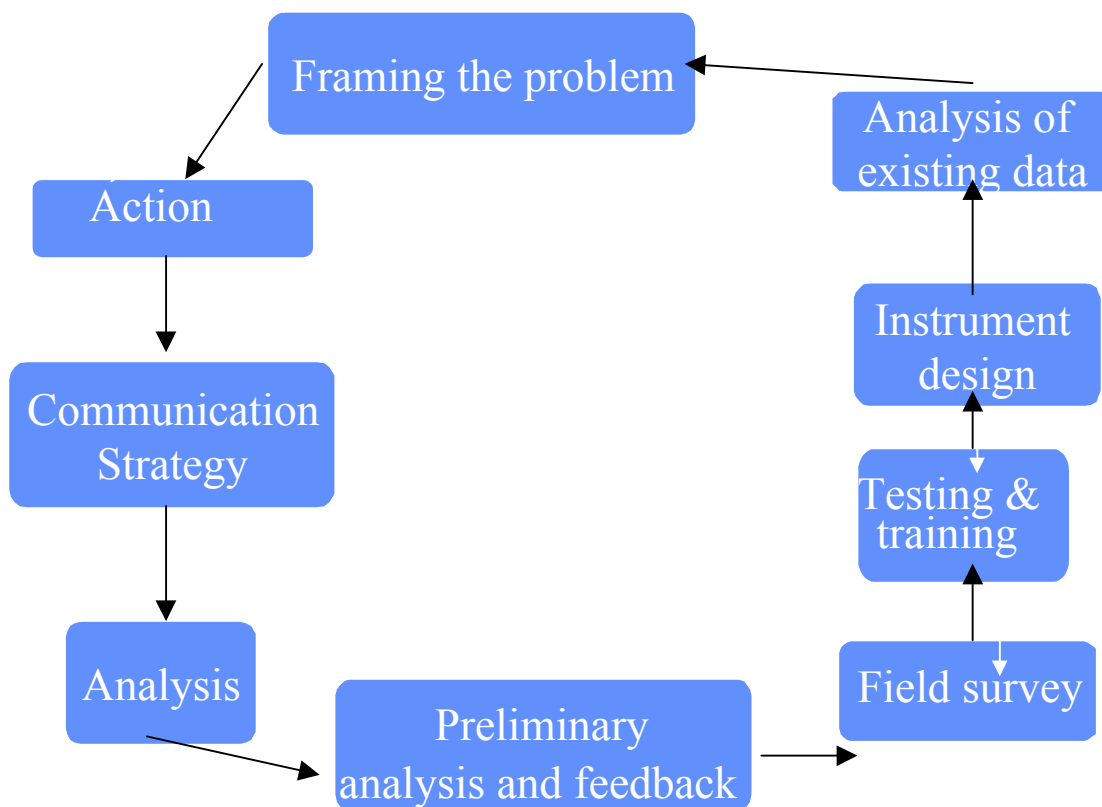 Framing the problem
Analysis of
existing data
Action
Instrument
design
Communication
Strategy
Testing &
training
Analysis
Field survey
Preliminary
analysis and feedback